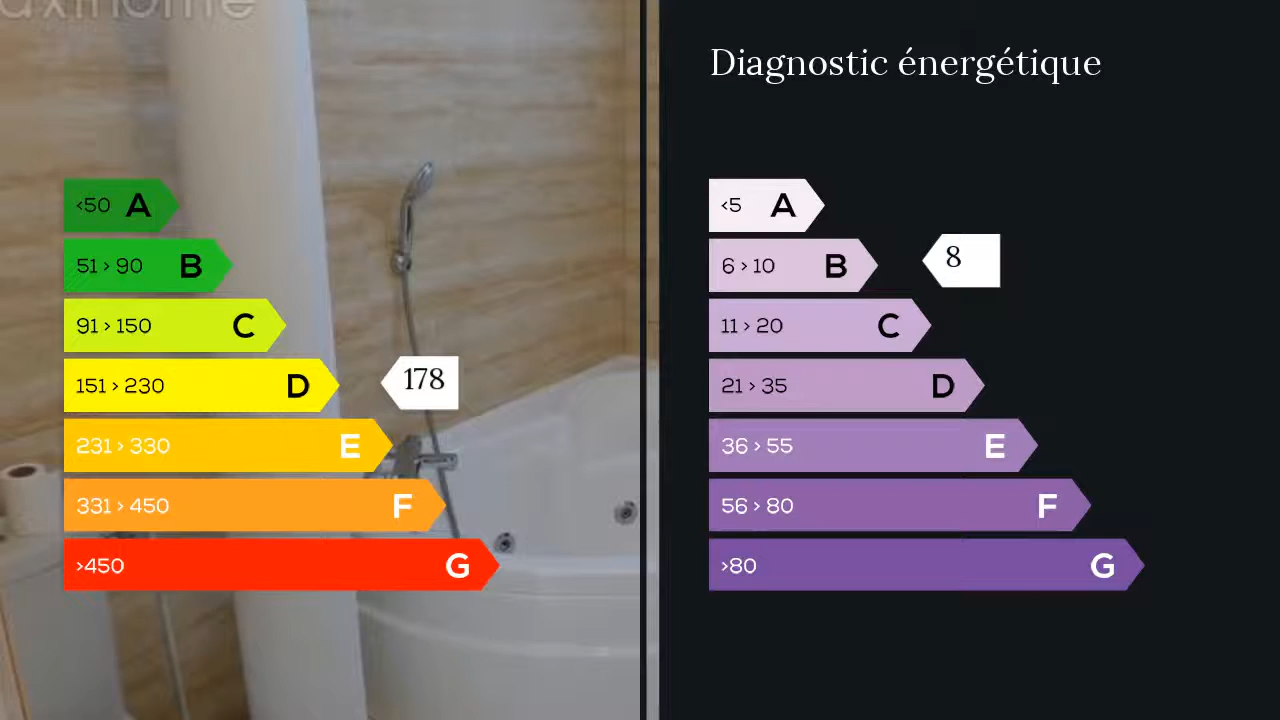 Diagnostic énergétique
<50 A
51 > 90 B
91 > 150 C
151 > 230 D
178
231 > 330 E
331 > 450 F
>450 G
<5 A
6 > 10 B
8
11 > 20 C
21 > 35 D
36 > 55 E
56 > 80 F
>80 G